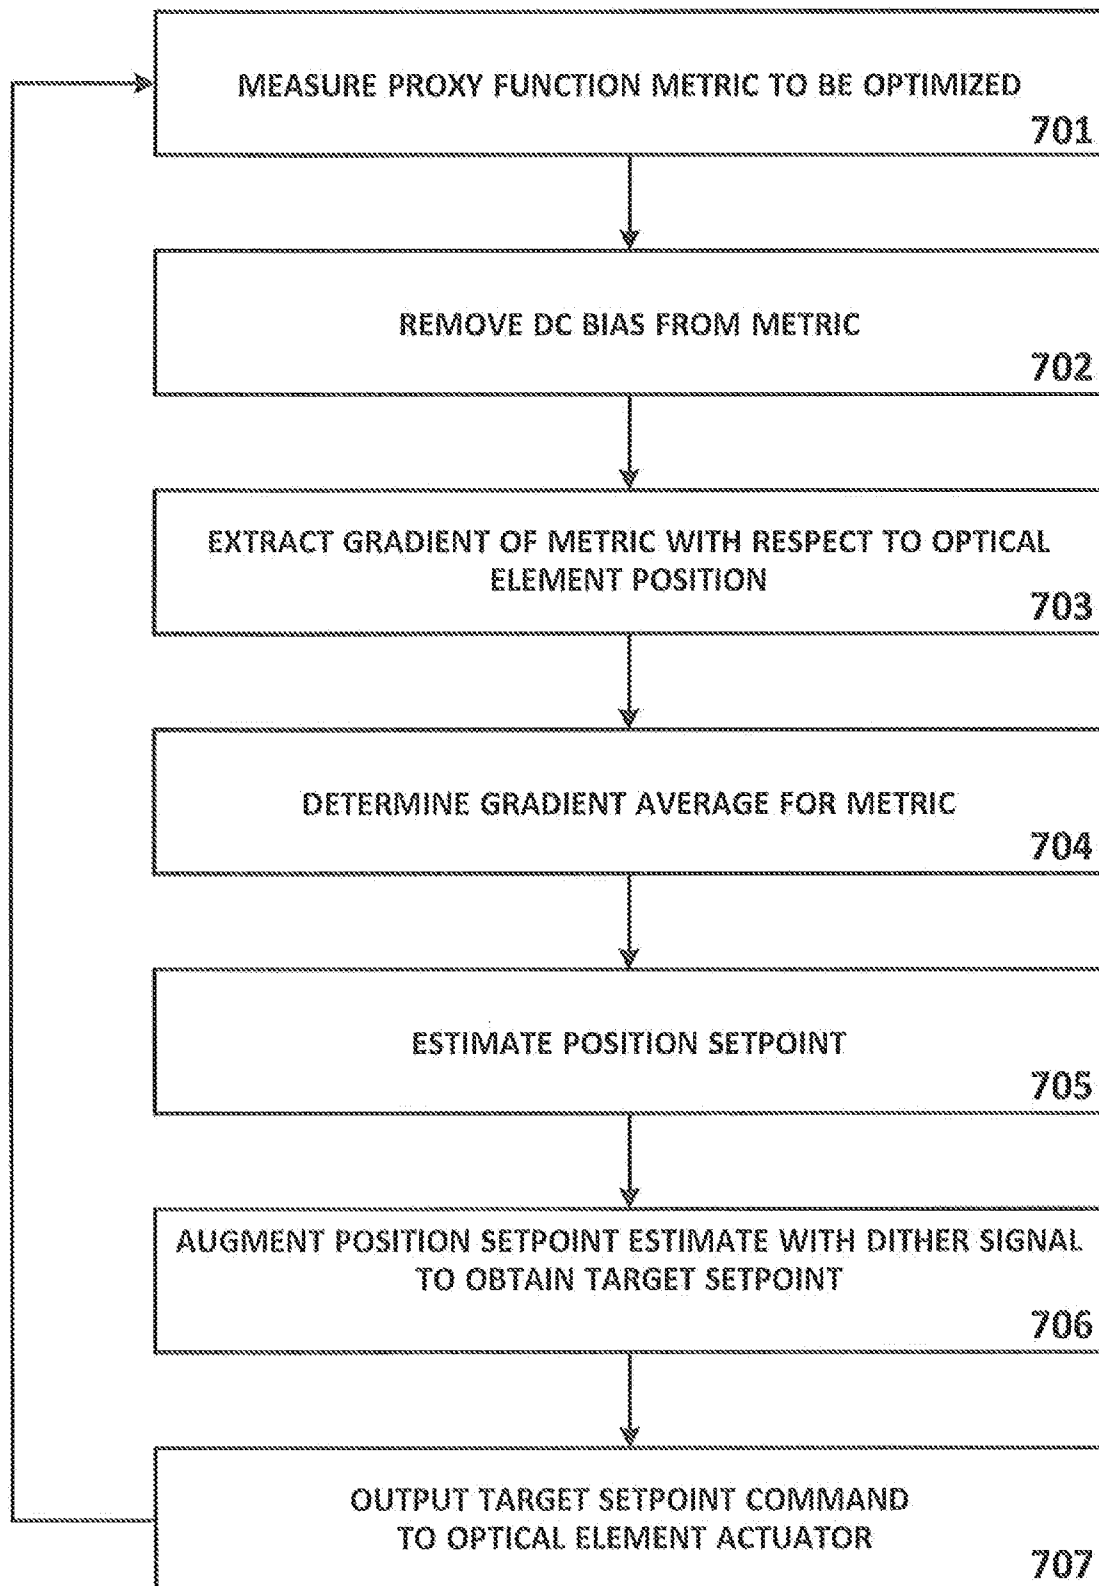 MEASURE PROXY FUNCTION METRIC TO BE OPTIMIZED
701
REMOVE DC BIAS FROM METRIC
702
EXTRACT GRADIENT OF METRIC WITH RESPECT TO OPTICAL
ELEMENT POSITION
703
DETERMINE GRADIENT AVERAGE FOR METRIC
704
ESTIMATE POSITION SETPOINT
705
AUGMENT POSITION SETPOINT ESTIMATE WITH DITHER SIGNAL
TO OBTAIN TARGET SETPOINT
706
OUTPUT TARGET SETPOINT COMMAND
TO OPTICAL ELEMENT ACTUATOR
707